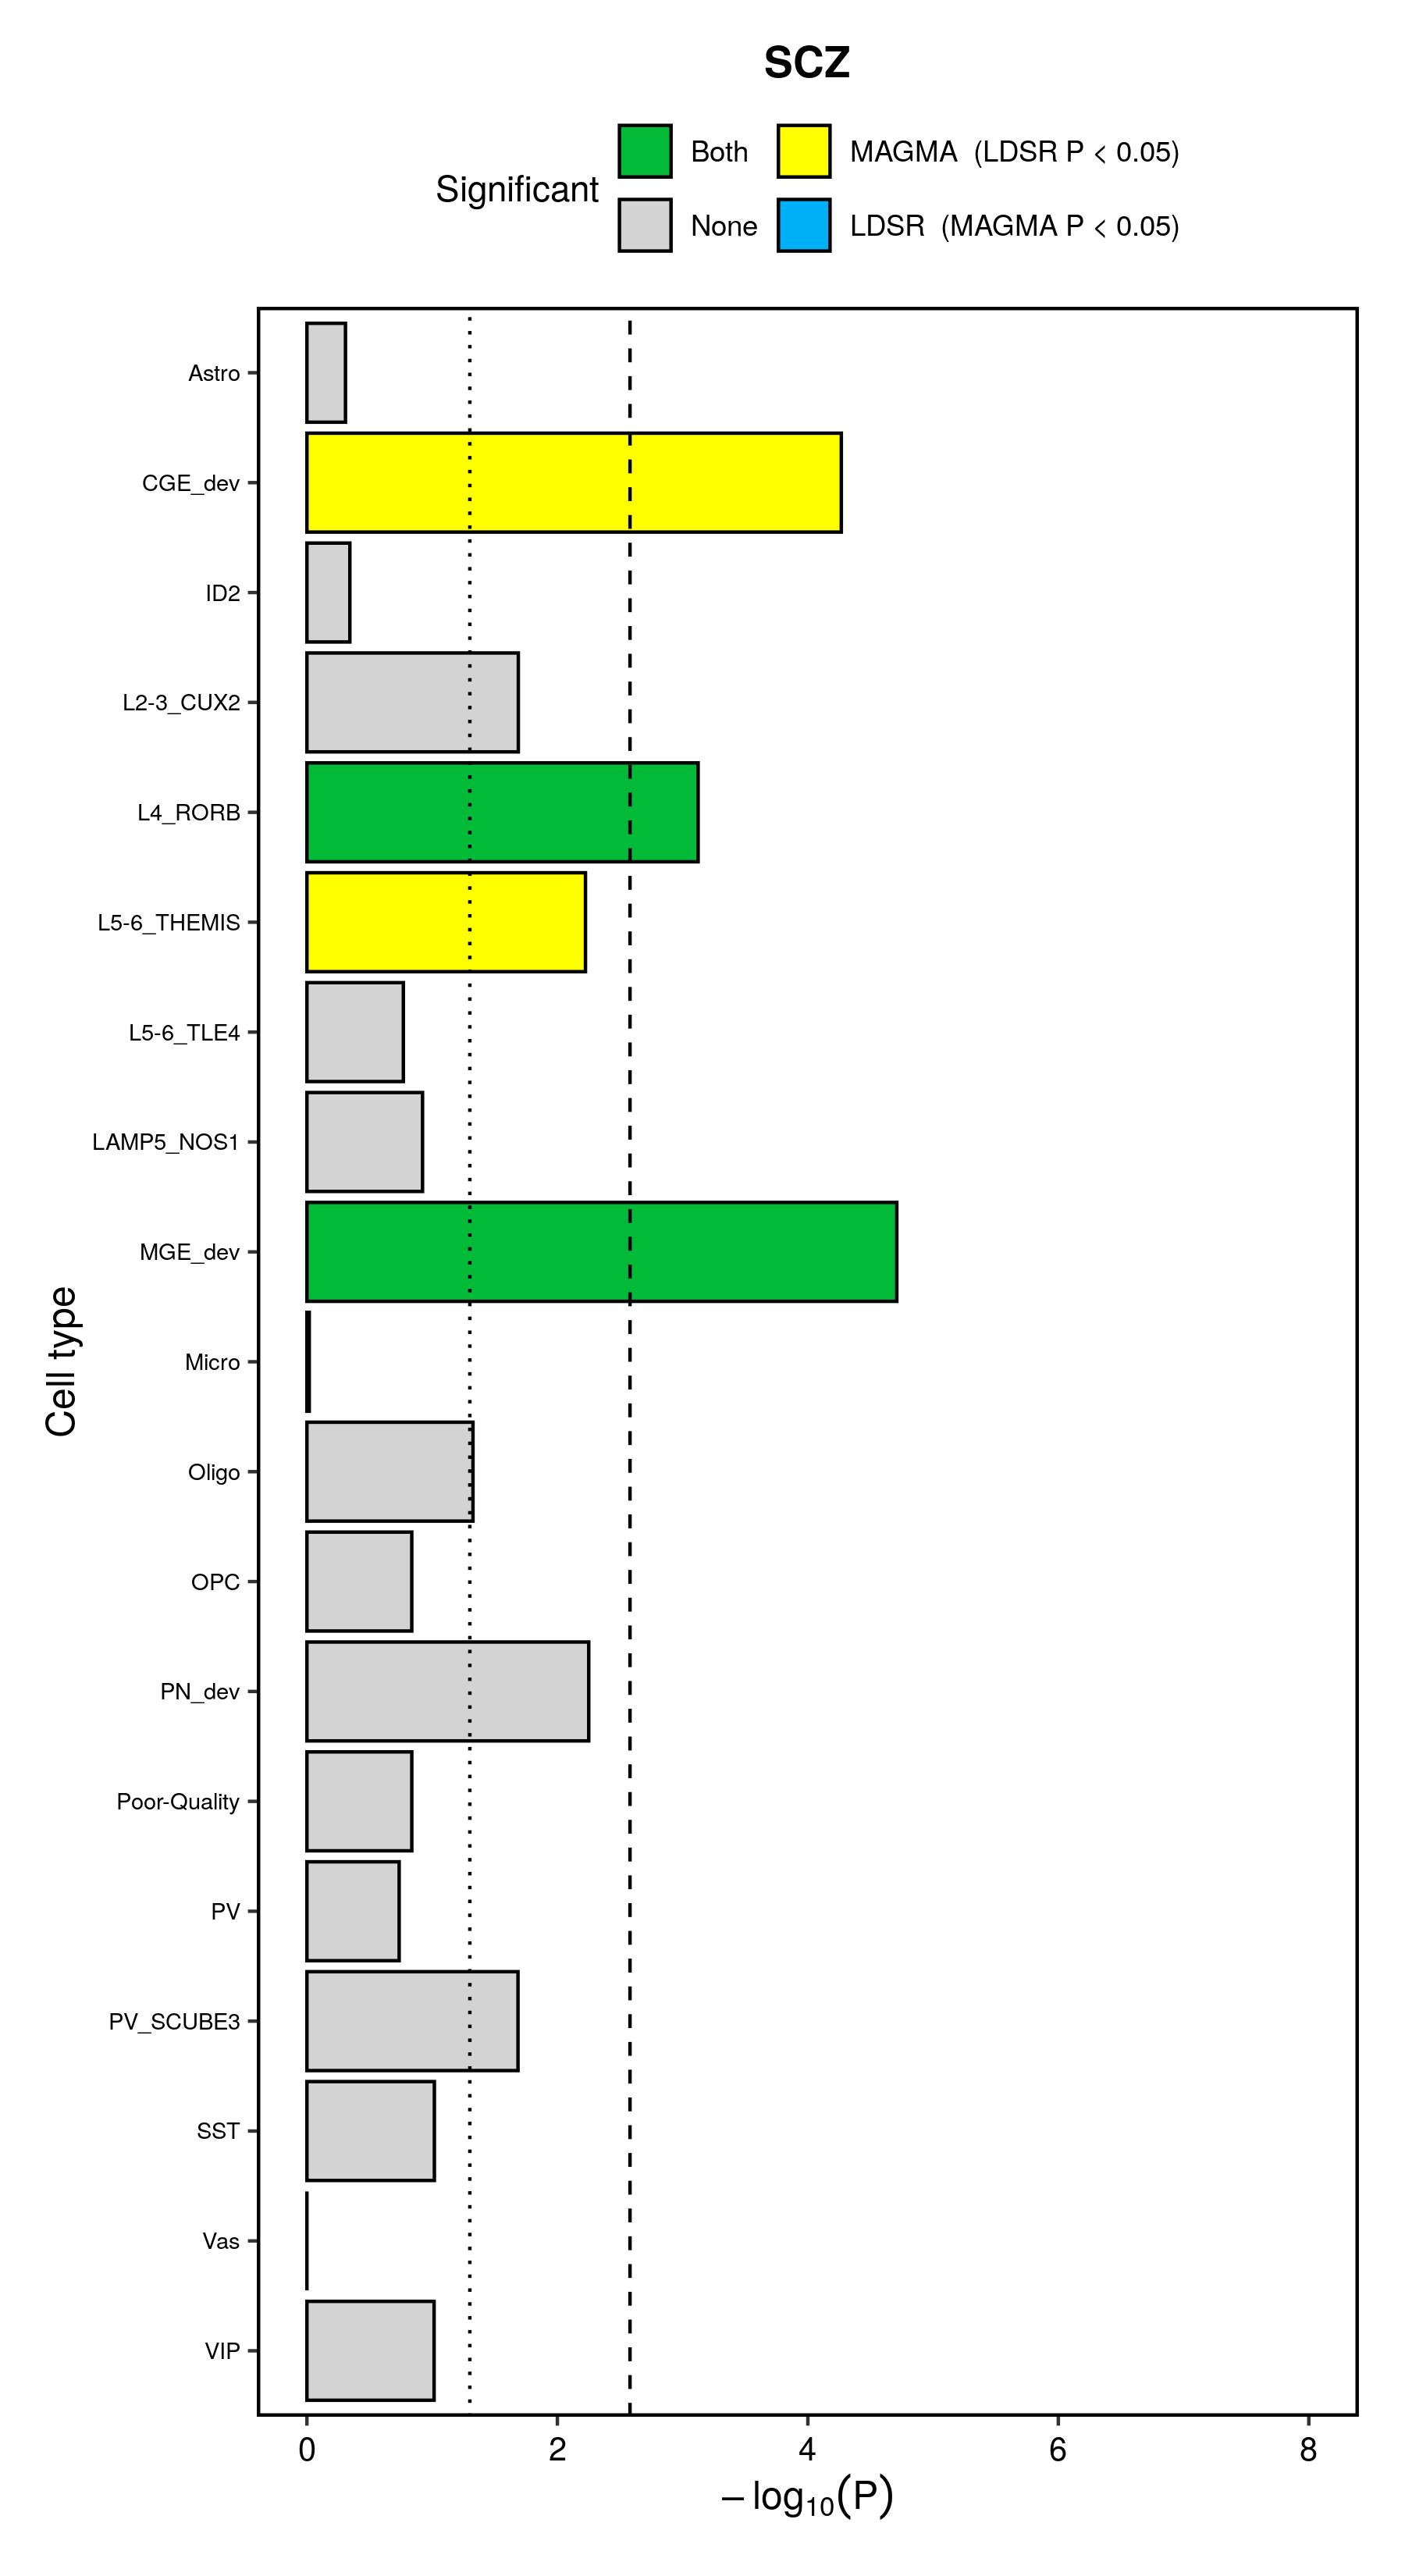 SCZ
Significant
Both
MAGMA (LDSR P < 0.05)
None
LDSR (MAGMA P < 0.05)
Cell type
Astro
CGE_dev
ID2
L2-3_CUX2
L4_RORB
L5-6_THEMIS
L5-6_TLE4
LAMP5_NOS1
MGE_dev
Micro
Oligo
OPC
PN_dev
Poor-Quality
PV
PV_SCUBE3
SST
Vas
VIP
0 2 4 6 8
− log₁₀(P)